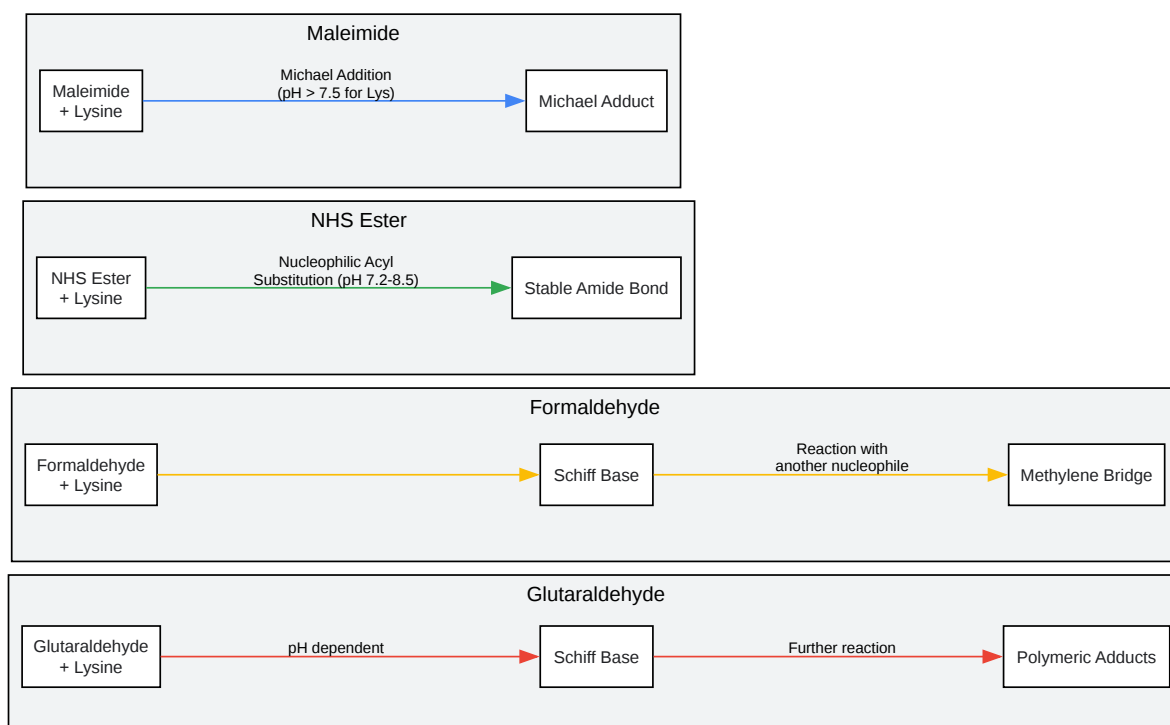 Maleimide
Maleimide
+ Lysine
Michael Addition
(pH > 7.5 for Lys)
Michael Adduct
NHS Ester
NHS Ester
+ Lysine
Nucleophilic Acyl
Substitution (pH 7.2-8.5)
Stable Amide Bond
Formaldehyde
Formaldehyde
+ Lysine
Schiff Base
Reaction with
another nucleophile
Methylene Bridge
Glutaraldehyde
Glutaraldehyde
+ Lysine
pH dependent
Schiff Base
Further reaction
Polymeric Adducts